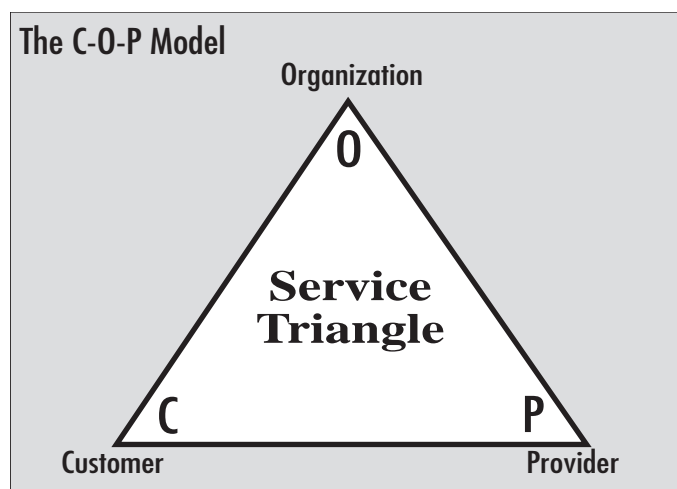 The C-O-P Model
Organization
O
Service
Triangle
C
P
Customer
Provider